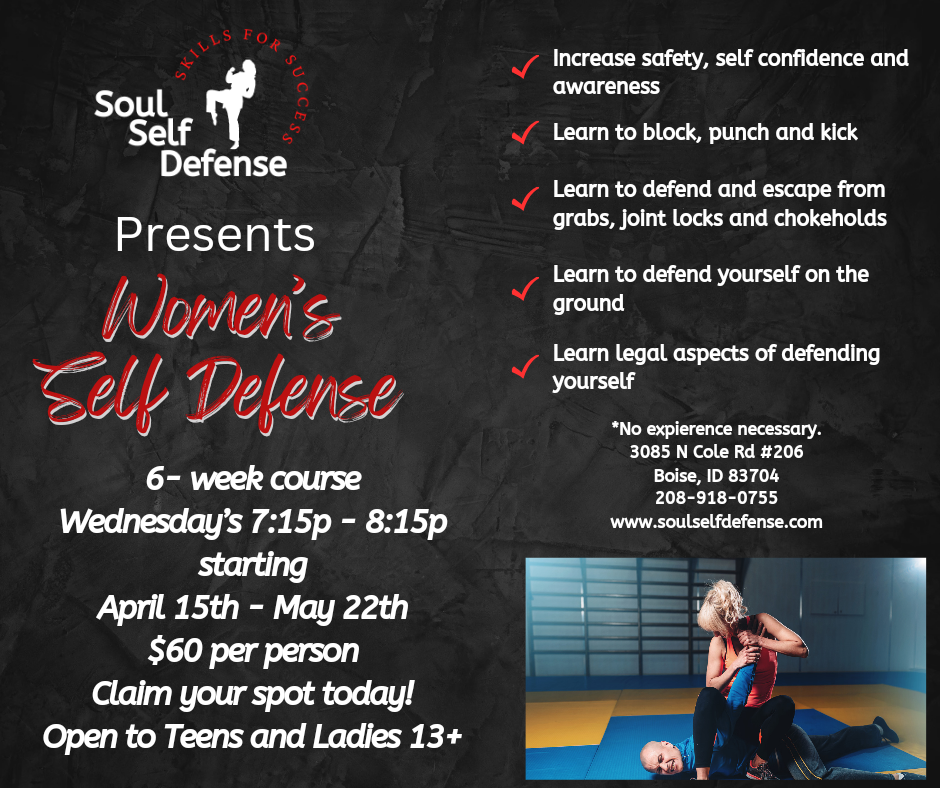 SKILLS FOR SUCCESS
Soul
Self
Defense
Presents
Women's
Self Defense
6- week course
Wednesday's 7:15p - 8:15p
starting
April 15th - May 22th
$60 per person
Claim your spot today!
Open to Teens and Ladies 13+
Increase safety, self confidence and
awareness
Learn to block, punch and kick
Learn to defend and escape from
grabs, joint locks and chokeholds
Learn to defend yourself on the
ground
Learn legal aspects of defending
yourself
*No expierence necessary.
3085 N Cole Rd #206
Boise, ID 83704
208-918-0755
www.soulselfdefense.com